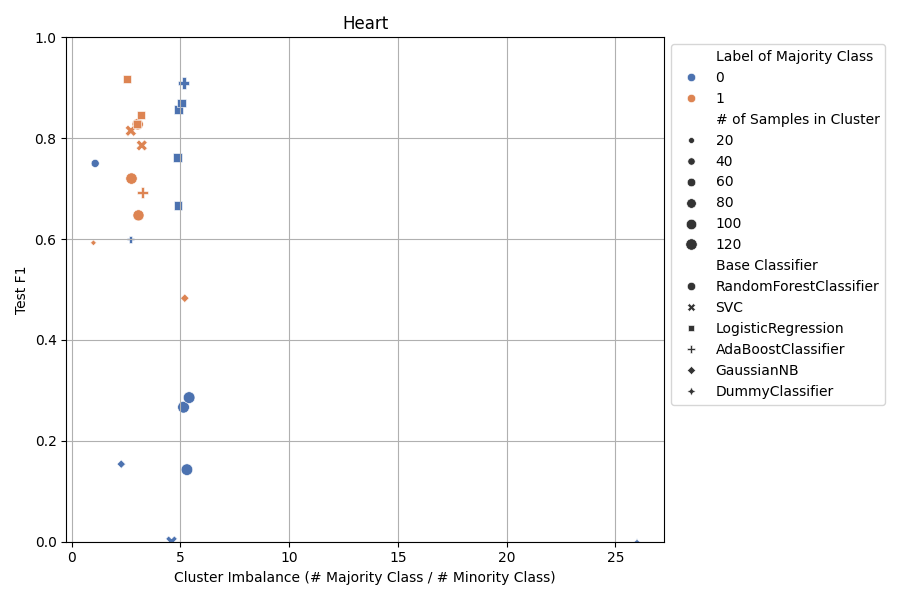 Heart
Test F1
1.0
0.8
0.6
0.4
0.2
0.0
0
5
10
15
20
25
Cluster Imbalance (# Majority Class / # Minority Class)
Label of Majority Class
0
1
# of Samples in Cluster
20
40
60
80
100
120
Base Classifier
RandomForestClassifier
SVC
LogisticRegression
AdaBoostClassifier
GaussianNB
DummyClassifier